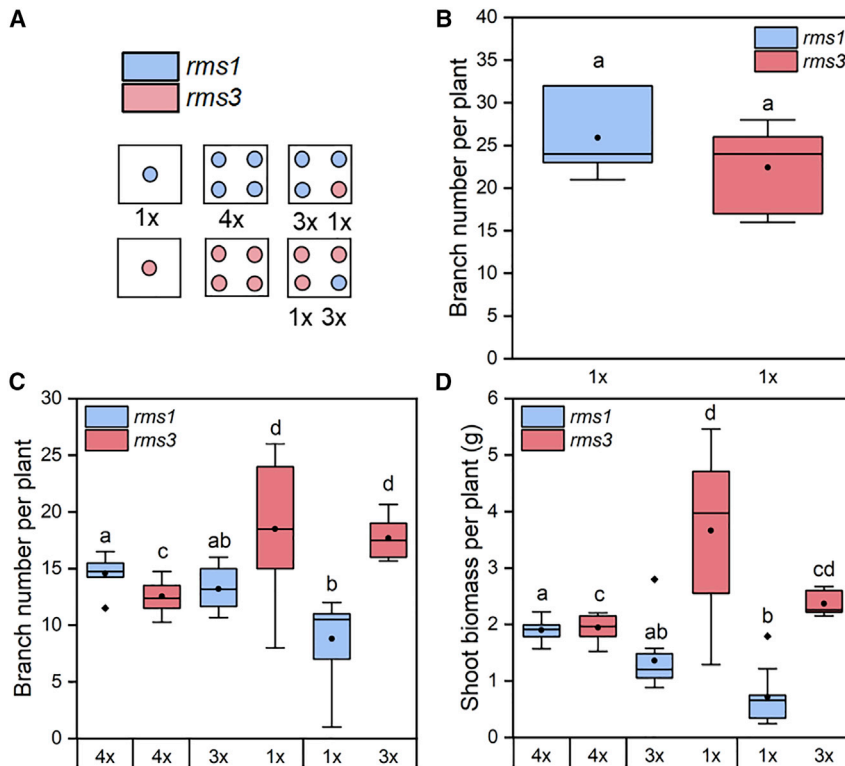 A
rms1
rms3
1x
4x
3x 1x
1x 3x
B
Branch number per plant
40
35
30
25
20
15
10
5
0
a
a
rms1
rms3
1x
1x
C
Branch number per plant
30
25
20
15
10
5
0
rms1
rms3
a
c
ab
d
b
d
4x
4x
3x
1x
1x
3x
D
Shoot biomass per plant (g)
6
5
4
3
2
1
0
rms1
rms3
a
a
ab
d
b
cd
4x
4x
3x
1x
1x
3x